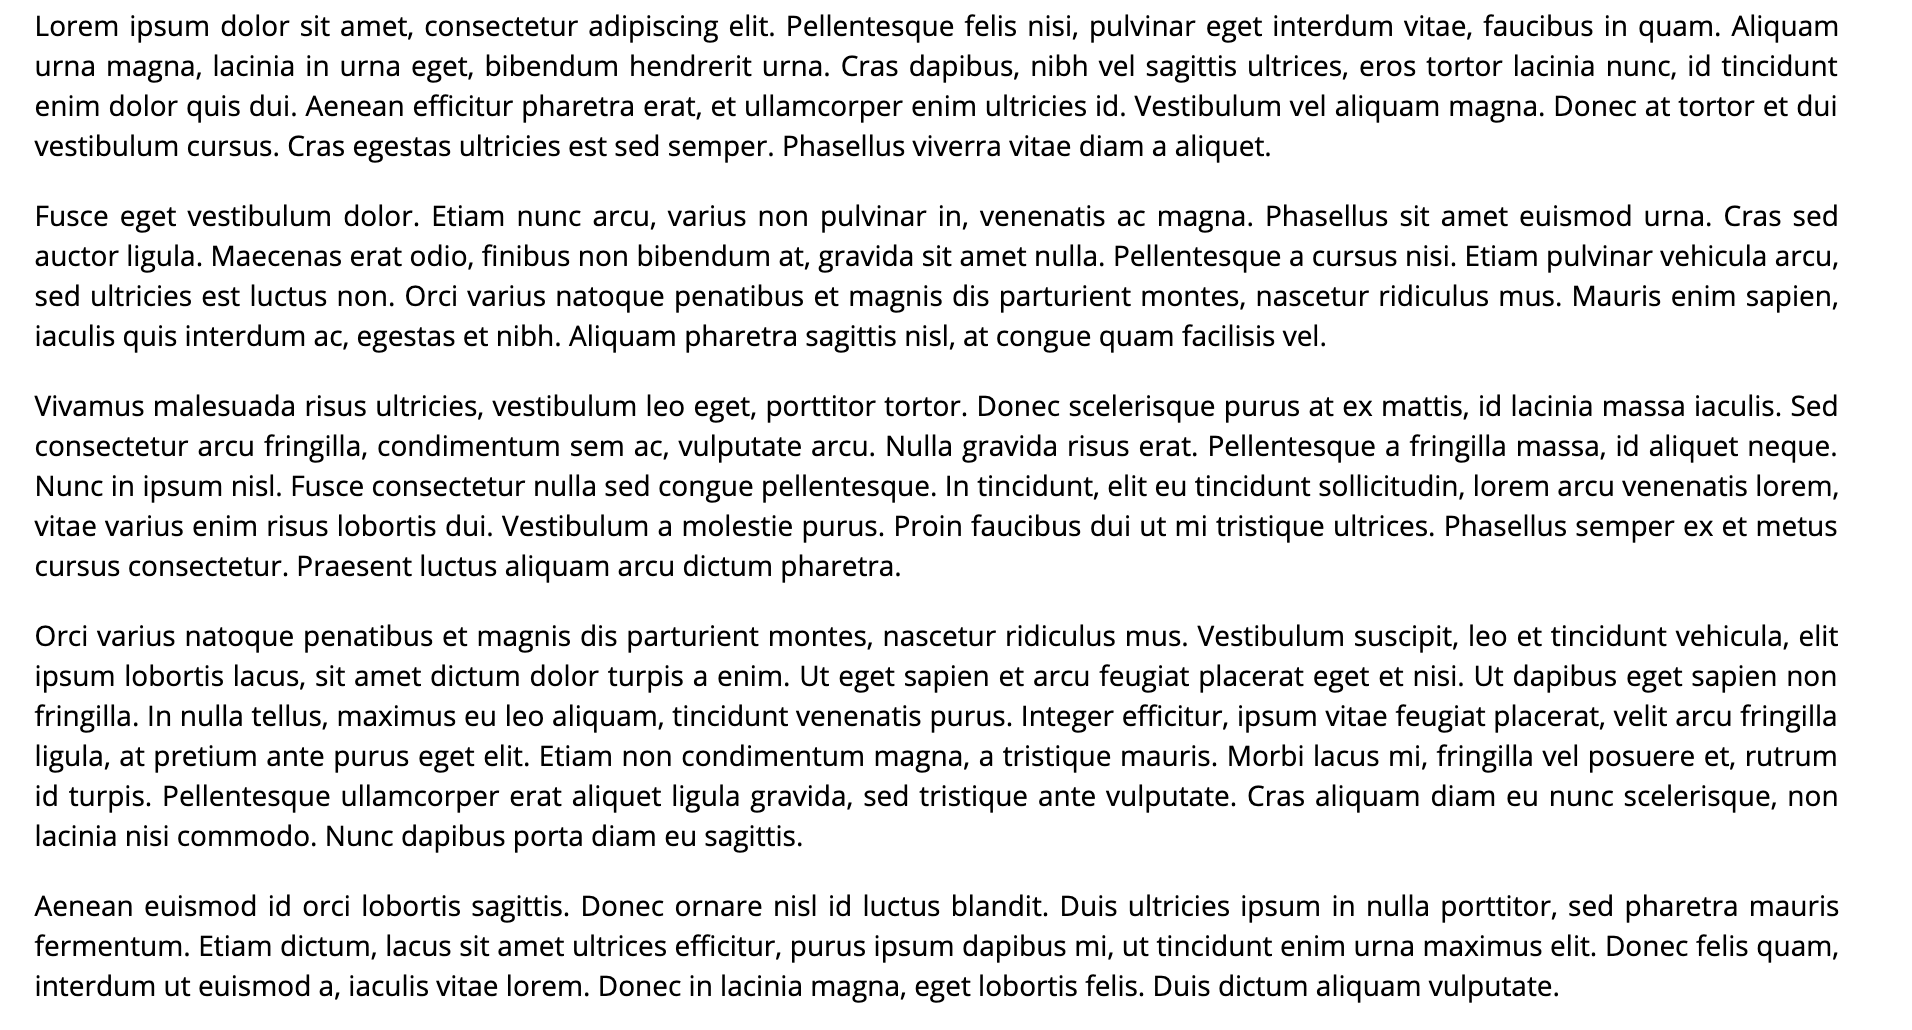 Lorem ipsum dolor sit amet, consectetur adipiscing elit. Pellentesque felis nisi, pulvinar eget interdum vitae, faucibus in quam. Aliquam
urna magna, lacinia in urna eget, bibendum hendrerit urna. Cras dapibus, nibh vel sagittis ultrices, eros tortor lacinia nunc, id tincidunt
enim dolor quis dui. Aenean efficitur pharetra erat, et ullamcorper enim ultricies id. Vestibulum vel aliquam magna. Donec at tortor et dui
vestibulum cursus. Cras egestas ultricies est sed semper. Phasellus viverra vitae diam a aliquet.
Fusce eget vestibulum dolor. Etiam nunc arcu, varius non pulvinar in, venenatis ac magna. Phasellus sit amet euismod urna. Cras sed
auctor ligula. Maecenas erat odio, finibus non bibendum at, gravida sit amet nulla. Pellentesque a cursus nisi. Etiam pulvinar vehicula arcu,
sed ultricies est luctus non. Orci varius natoque penatibus et magnis dis parturient montes, nascetur ridiculus mus. Mauris enim sapien,
iaculis quis interdum ac, egestas et nibh. Aliquam pharetra sagittis nisl, at congue quam facilisis vel.
Vivamus malesuada risus ultricies, vestibulum leo eget, porttitor tortor. Donec scelerisque purus at ex mattis, id lacinia massa iaculis. Sed
consectetur arcu fringilla, condimentum sem ac, vulputate arcu. Nulla gravida risus erat. Pellentesque a fringilla massa, id aliquet neque.
Nunc in ipsum nisl. Fusce consectetur nulla sed congue pellentesque. In tincidunt, elit eu tincidunt sollicitudin, lorem arcu venenatis lorem,
vitae varius enim risus lobortis dui. Vestibulum a molestie purus. Proin faucibus dui ut mi tristique ultrices. Phasellus semper ex et metus
cursus consectetur. Praesent luctus aliquam arcu dictum pharetra.
Orci varius natoque penatibus et magnis dis parturient montes, nascetur ridiculus mus. Vestibulum suscipit, leo et tincidunt vehicula, elit
ipsum lobortis lacus, sit amet dictum dolor turpis a enim. Ut eget sapien et arcu feugiat placerat eget et nisi. Ut dapibus eget sapien non
fringilla. In nulla tellus, maximus eu leo aliquam, tincidunt venenatis purus. Integer efficitur, ipsum vitae feugiat placerat, velit arcu fringilla
ligula, at pretium ante purus eget elit. Etiam non condimentum magna, a tristique mauris. Morbi lacus mi, fringilla vel posuere et, rutrum
id turpis. Pellentesque ullamcorper erat aliquet ligula gravida, sed tristique ante vulputate. Cras aliquam diam eu nunc scelerisque, non
lacinia nisi commodo. Nunc dapibus porta diam eu sagittis.
Aenean euismod id orci lobortis sagittis. Donec ornare nisl id luctus blandit. Duis ultricies ipsum in nulla porttitor, sed pharetra mauris
fermentum. Etiam dictum, lacus sit amet ultrices efficitur, purus ipsum dapibus mi, ut tincidunt enim urna maximus elit. Donec felis quam,
interdum ut euismod a, iaculis vitae lorem. Donec in lacinia magna, eget lobortis felis. Duis dictum aliquam vulputate.